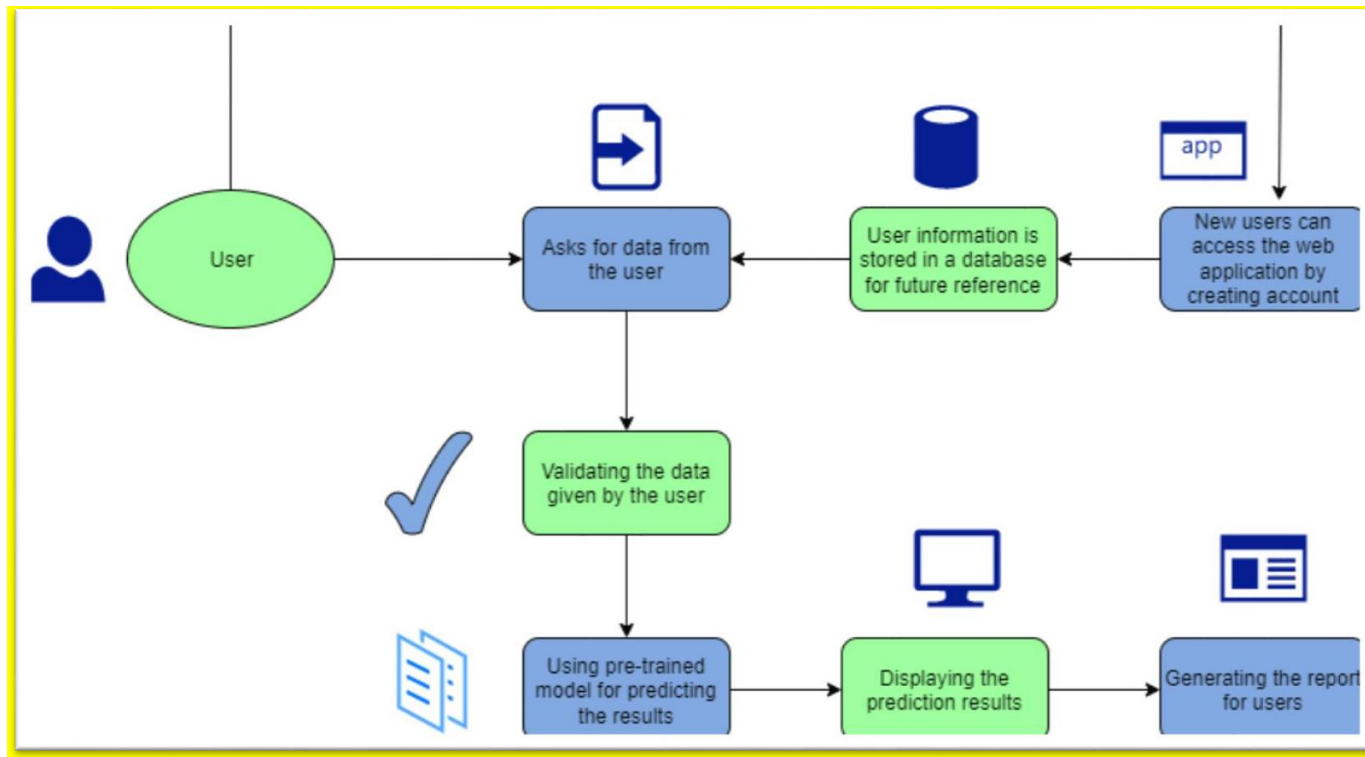 app
User
Asks for data from
the user
User information is
stored in a database
for future reference
New users can
access the web
application by
creating account
Validating the data
given by the user
Using pre-trained
model for predicting
the results
Displaying the
prediction results
Generating the report
for users